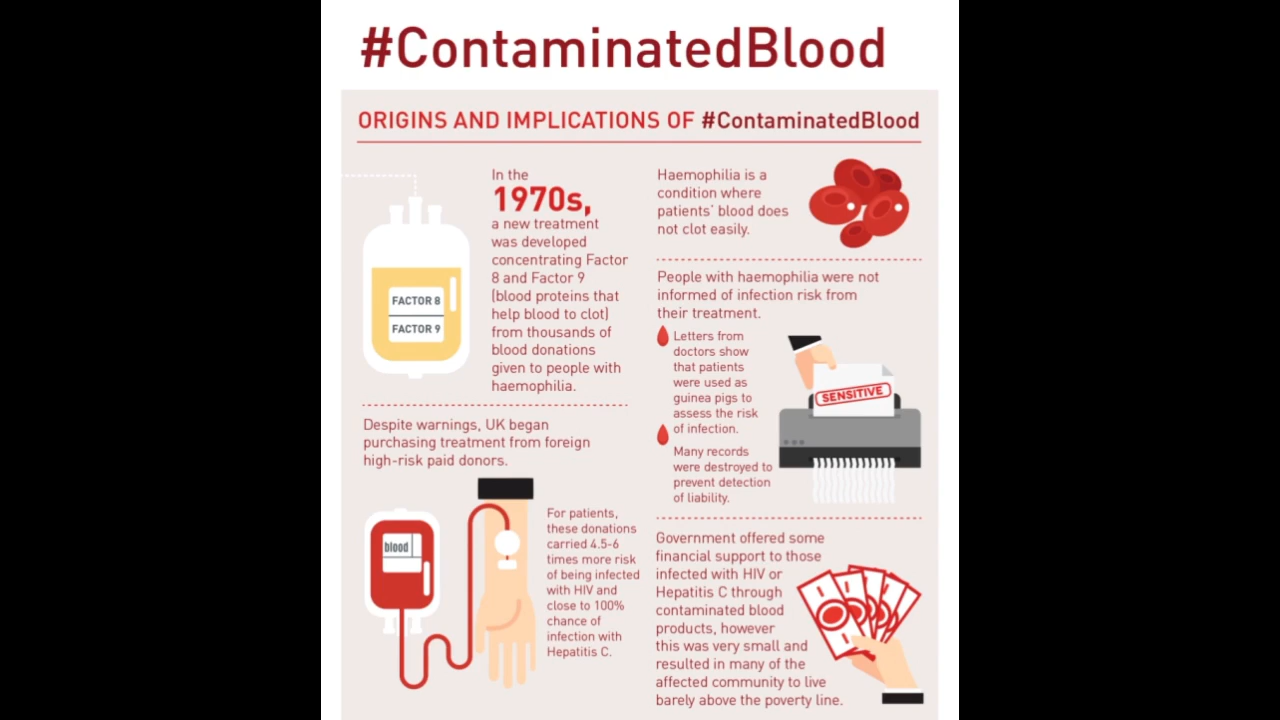 #ContaminatedBlood
ORIGINS AND IMPLICATIONS OF #ContaminatedBlood
In the
1970s,
a new treatment
was developed
concentrating Factor
8 and Factor 9
(blood proteins that
help blood to clot)
from thousands of
blood donations
given to people with
haemophilia.
FACTOR 8
FACTOR 9
Despite warnings, UK began
purchasing treatment from foreign
high-risk paid donors.
blood
For patients,
these donations
carried 4.5-6
times more risk
of being infected
with HIV and
close to 100%
chance of
infection with
Hepatitis C.
Haemophilia is a
condition where
patients' blood does
not clot easily.
People with haemophilia were not
informed of infection risk from
their treatment.
Letters from
doctors show
that patients
were used as
guinea pigs to
assess the risk
of infection.
Many records
were destroyed to
prevent detection
of liability.
SENSITIVE
Government offered some
financial support to those
infected with HIV or
Hepatitis C through
contaminated blood
products, however
this was very small and
resulted in many of the
affected community to live
barely above the poverty line.